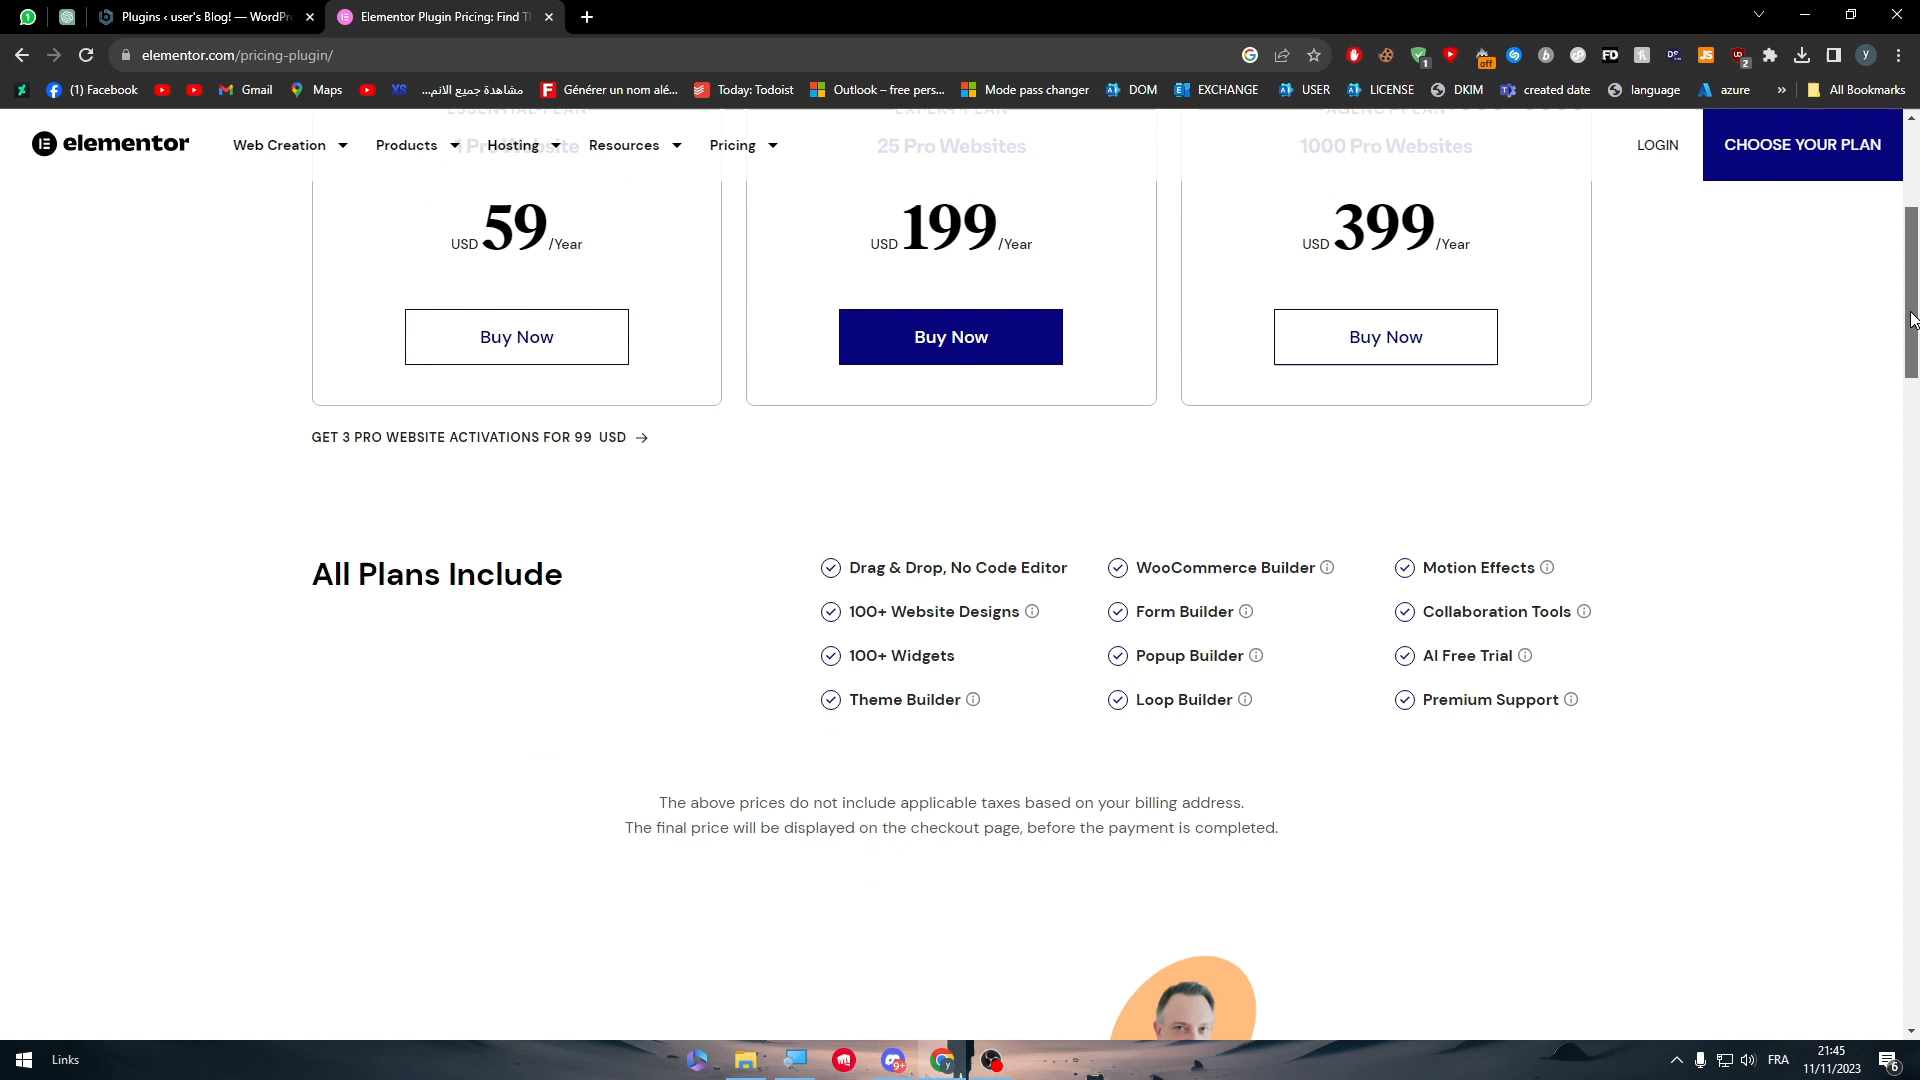 Plugins ‹ user's Blog! — WordPr
Elementor Plugin Pricing: Find T
elementor.com/pricing-plugin/
(1) Facebook
Gmail
Maps
XS
مشاهدة جميع الانم...
Générer un nom alé...
Today: Todoist
Outlook – free pers...
Mode pass changer
DOM
EXCHANGE
USER
LICENSE
DKIM
created date
language
azure
»
All Bookmarks
off
1
2
FD
JS
ESSENTIAL PLAN
EXPERT PLAN
AGENCY PLAN
elementor
Web Creation
Products
Hosting
Resources
Pricing
LOGIN
CHOOSE YOUR PLAN
1 Pro Website
25 Pro Websites
1000 Pro Websites
USD 59 /Year
USD 199 /Year
USD 399 /Year
Buy Now
Buy Now
Buy Now
GET 3 PRO WEBSITE ACTIVATIONS FOR 99 USD →
All Plans Include
Drag & Drop, No Code Editor
WooCommerce Builder
Motion Effects
100+ Website Designs
Form Builder
Collaboration Tools
100+ Widgets
Popup Builder
AI Free Trial
Theme Builder
Loop Builder
Premium Support
The above prices do not include applicable taxes based on your billing address.
The final price will be displayed on the checkout page, before the payment is completed.
Links
9+
FRA
21:45
11/11/2023
6